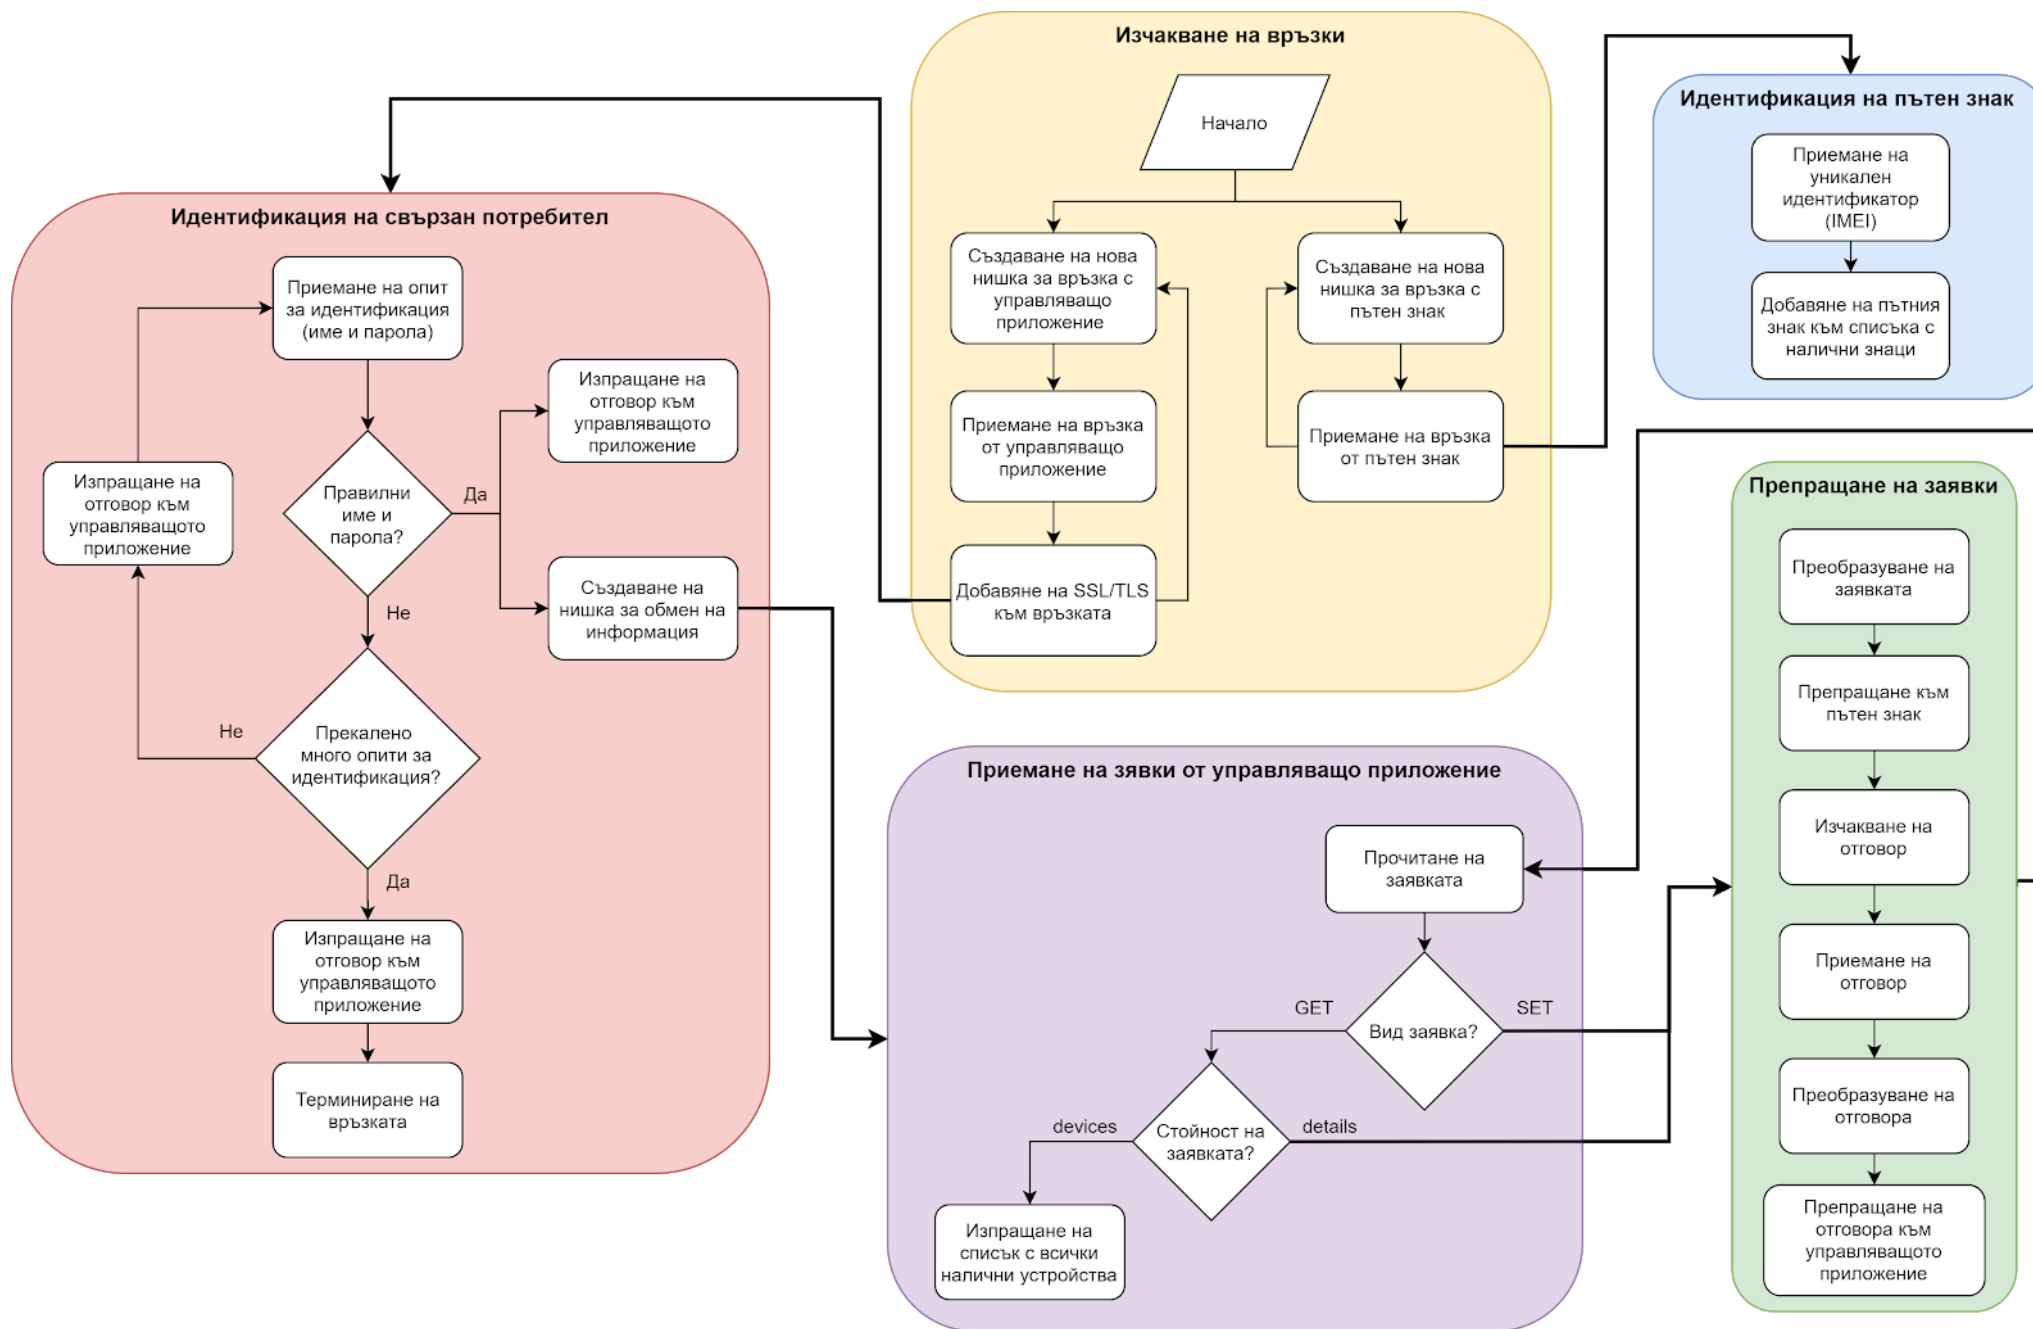 Изчакване на връзки
Начало
Създаване на нова
нишка за връзка с
управляващо
приложение
Създаване на нова
нишка за връзка с
пътен знак
Приемане на връзка
от управляващо
приложение
Приемане на връзка
от пътен знак
Добавяне на SSL/TLS
към връзката
Идентификация на пътен знак
Приемане на
уникален
идентификатор
(IMEI)
Добавяне на пътния
знак към списъка с
налични знаци
Идентификация на свързан потребител
Приемане на опит
за идентификация
(име и парола)
Изпращане на
отговор към
управляващото
приложение
Изпращане на
отговор към
управляващото
приложение
Правилни
име и
парола?
Да
Не
Създаване на
нишка за обмен на
информация
Прекалено
много опити за
идентификация?
Не
Да
Изпращане на
отговор към
управляващото
приложение
Терминиране на
връзката
Приемане на зявки от управляващо приложение
Прочитане на
заявката
Вид заявка?
GET
SET
Стойност на
заявката?
devices
details
Изпращане на
списък с всички
налични устройства
Препращане на заявки
Преобразуване на
заявката
Препращане към
пътен знак
Изчакване на
отговор
Приемане на
отговор
Преобразуване на
отговора
Препращане на
отговора към
управляващото
приложение